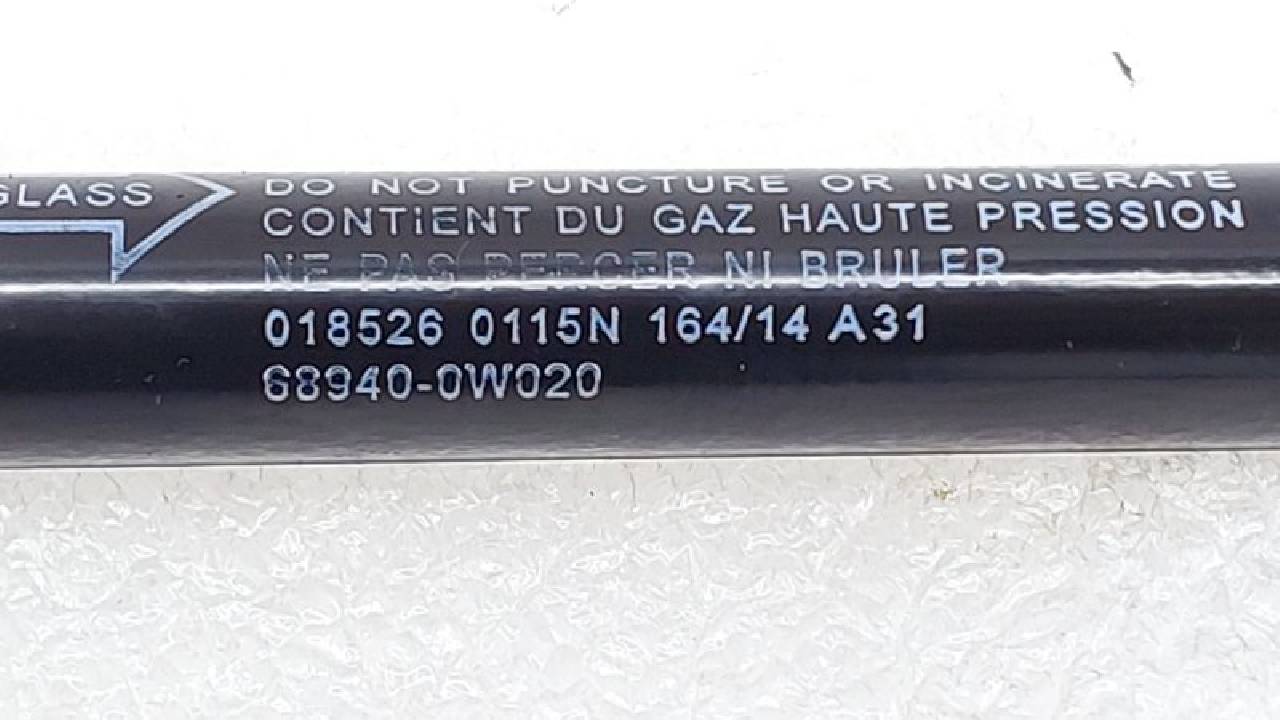 GLASS
DO NOT PUNCTURE OR INCINERATE
CONTIENT DU GAZ HAUTE PRESSION
NE PAS PERCER NI BRULER
018526 0115N 164/14 A31
68940-0W020